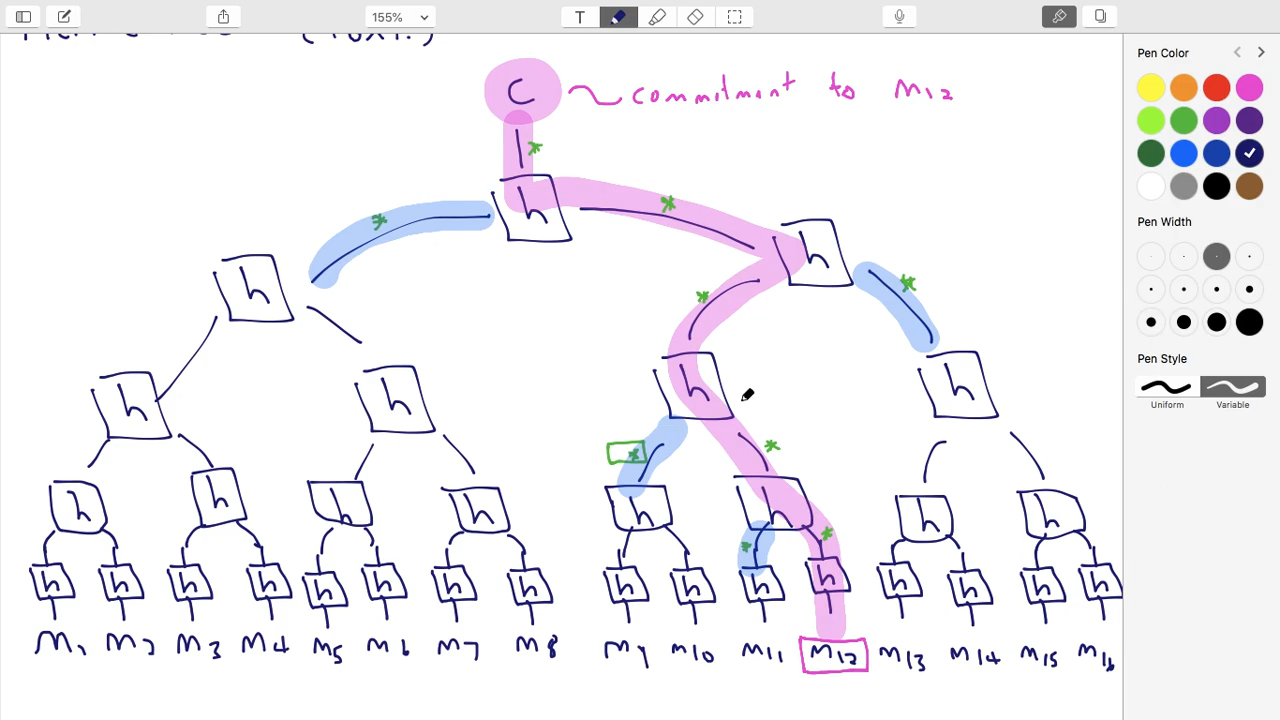 155%
T
(
C
commitment to M12
Pen Color
h
h
h
Pen Width
h
h
h
h
Pen Style
Uniform Variable
h h h h h h h h
h h h h h h h h h h h h h h h h
M1 M2 M3 M4 M5 M6 M7 M8 M9 M10 M11 M12 M13 M14 M15 M16